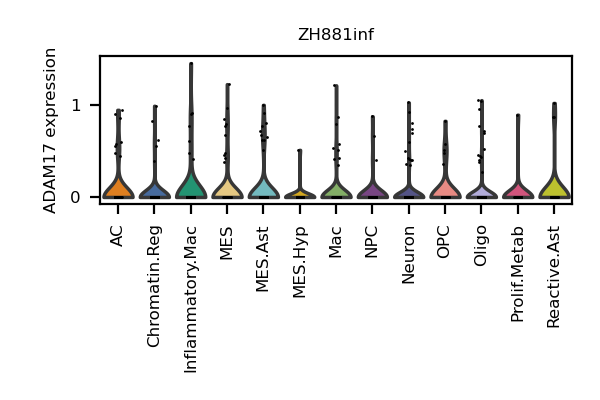 ZH881inf
ADAM17 expression
1
0
AC
Chromatin.Reg
Inflammatory.Mac
MES
MES.Ast
MES.Hyp
Mac
NPC
Neuron
OPC
Oligo
Prolif.Metab
Reactive.Ast